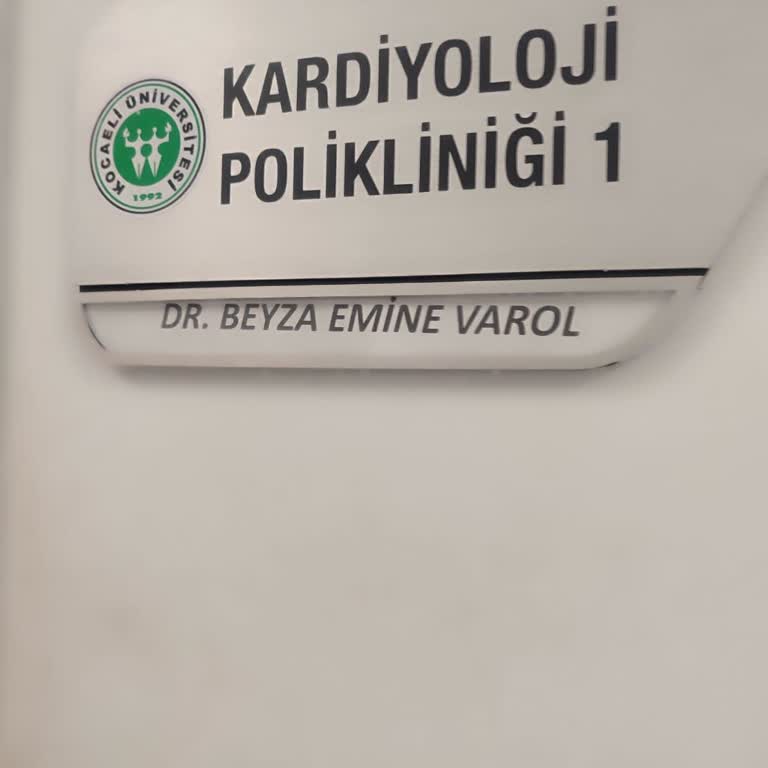 KOCAELİ ÜNİVERSİTESİ
1992
KARDİYOLOJİ
POLİKLİNİĞİ 1
DR. BEYZA EMİNE VAROL